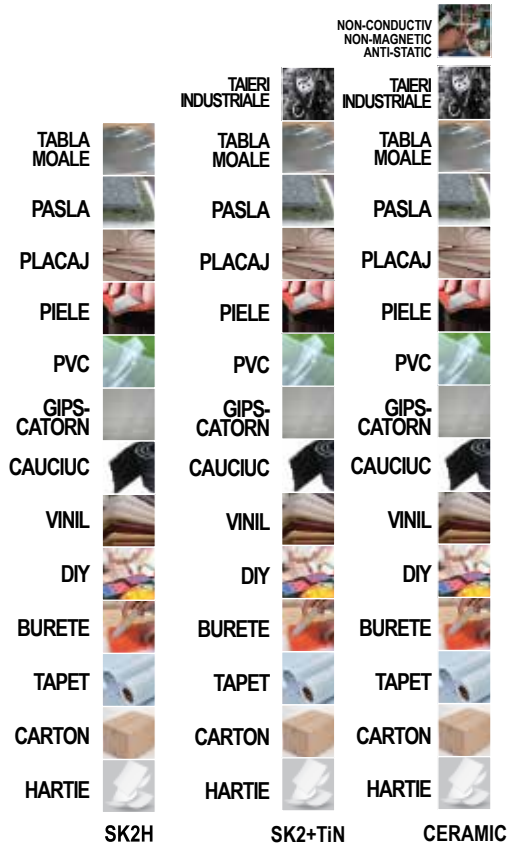 NON-CONDUCTIV
NON-MAGNETIC
ANTI-STATIC
TAIERI
INDUSTRIALE
TAIERI
INDUSTRIALE
TABLA
MOALE
TABLA
MOALE
TABLA
MOALE
PASLA
PASLA
PASLA
PLACAJ
PLACAJ
PLACAJ
PIELE
PIELE
PIELE
PVC
PVC
PVC
GIPS-
CATORN
GIPS-
CATORN
GIPS-
CATORN
CAUCIUC
CAUCIUC
CAUCIUC
VINIL
VINIL
VINIL
DIY
DIY
DIY
BURETE
BURETE
BURETE
TAPET
TAPET
TAPET
CARTON
CARTON
CARTON
HARTIE
HARTIE
HARTIE
SK2H
SK2+TiN
CERAMIC